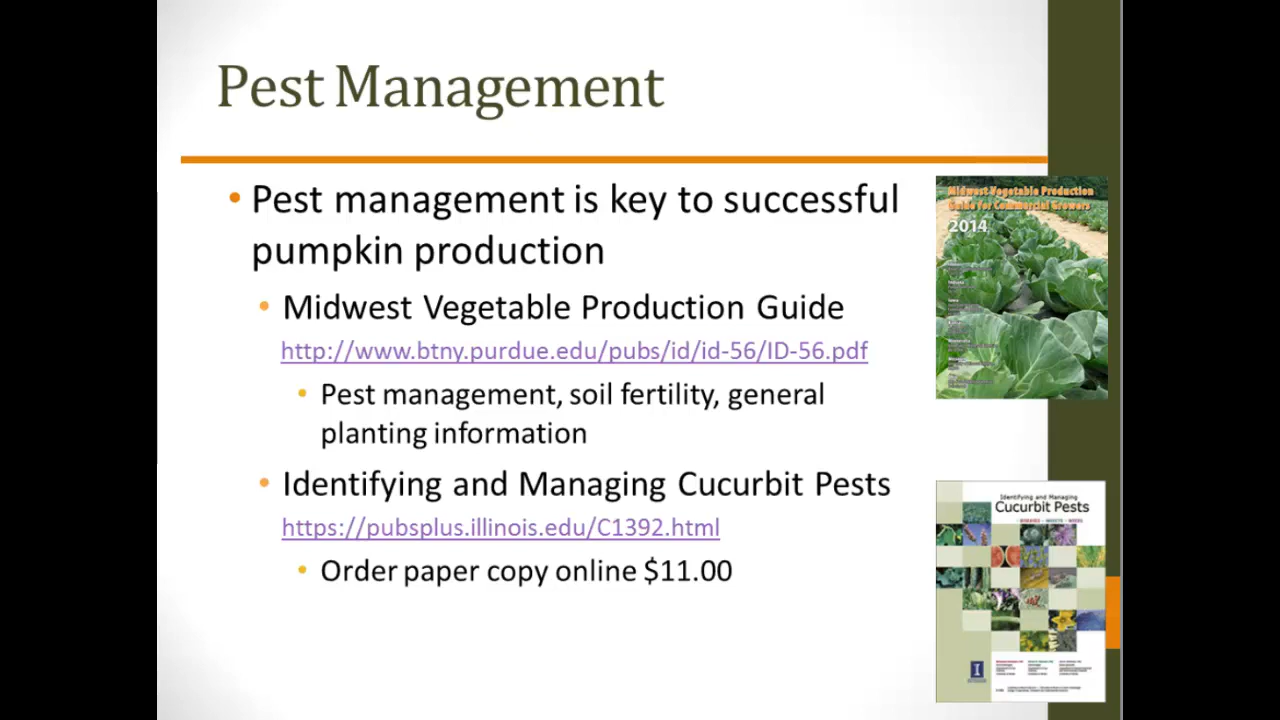 Pest Management
• Pest management is key to successful
pumpkin production
• Midwest Vegetable Production Guide
http://www.btny.purdue.edu/pubs/id/id-56/ID-56.pdf
• Pest management, soil fertility, general
planting information
• Identifying and Managing Cucurbit Pests
https://pubsplus.illinois.edu/C1392.html
• Order paper copy online $11.00
Midwest Vegetable Production
Guide for Commercial Growers
2014
Identifying and Managing
Cucurbit Pests
• DISEASES • INSECTS • WEEDS
I